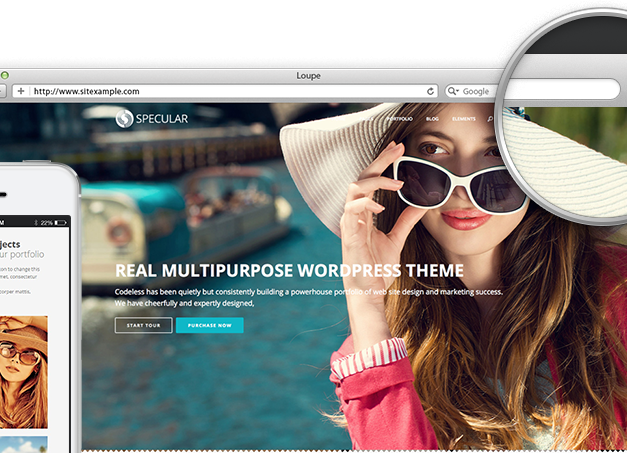 Loupe
http://www.sitexample.com
Google
SPECULAR
PORTFOLIO BLOG ELEMENTS
22%
jects
ur portfolio
tion to change this
met, consectetur
corper mattis,
REAL MULTIPURPOSE WORDPRESS THEME
Codeless has been quietly but consistently building a powerhouse portfolio of web site design and marketing success.
We have cheerfully and expertly designed,
START TOUR PURCHASE NOW